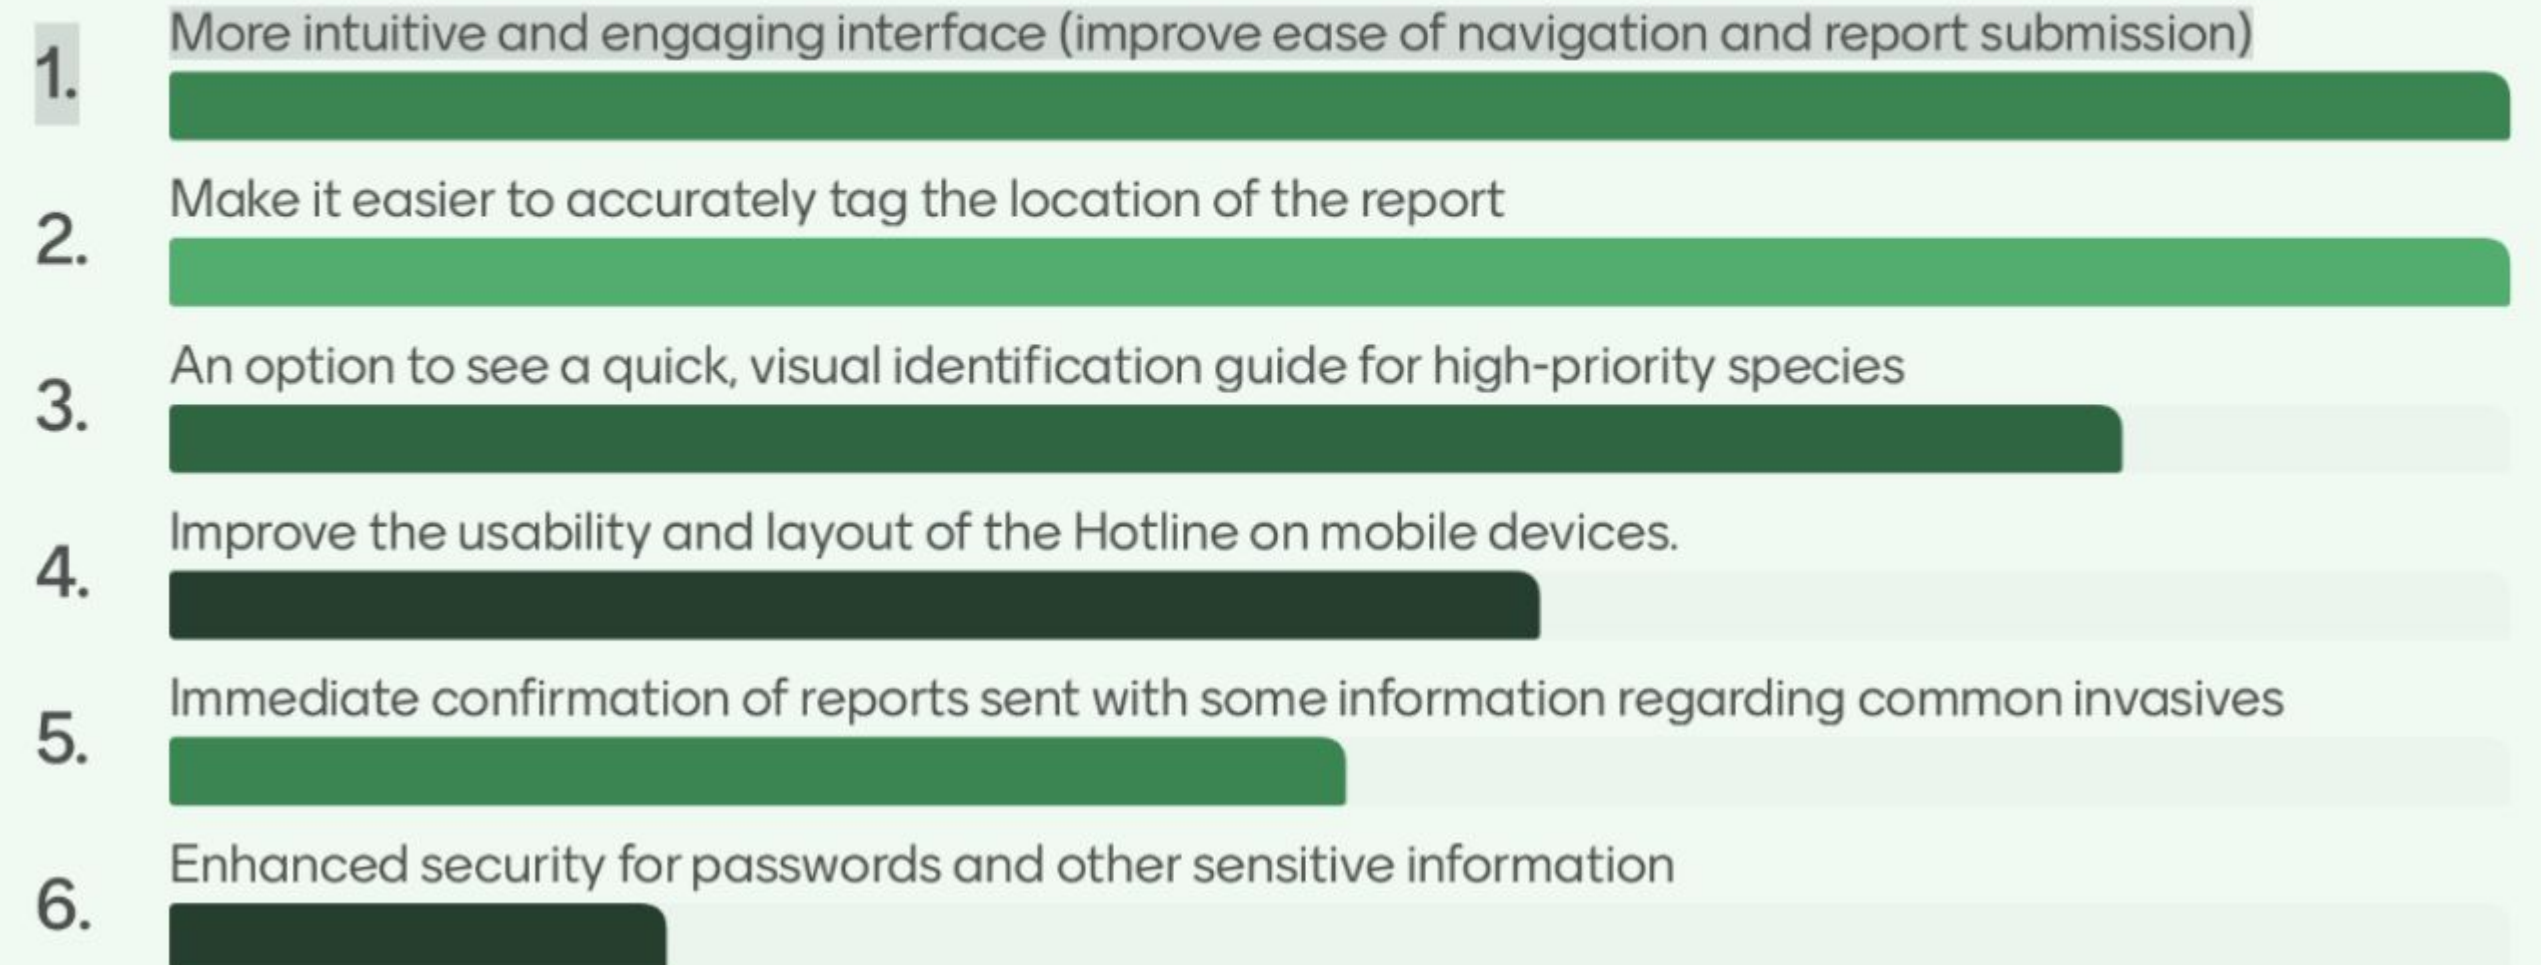 1. More intuitive and engaging interface (improve ease of navigation and report submission)
2. Make it easier to accurately tag the location of the report
3. An option to see a quick, visual identification guide for high-priority species
4. Improve the usability and layout of the Hotline on mobile devices.
5. Immediate confirmation of reports sent with some information regarding common invasives
6. Enhanced security for passwords and other sensitive information